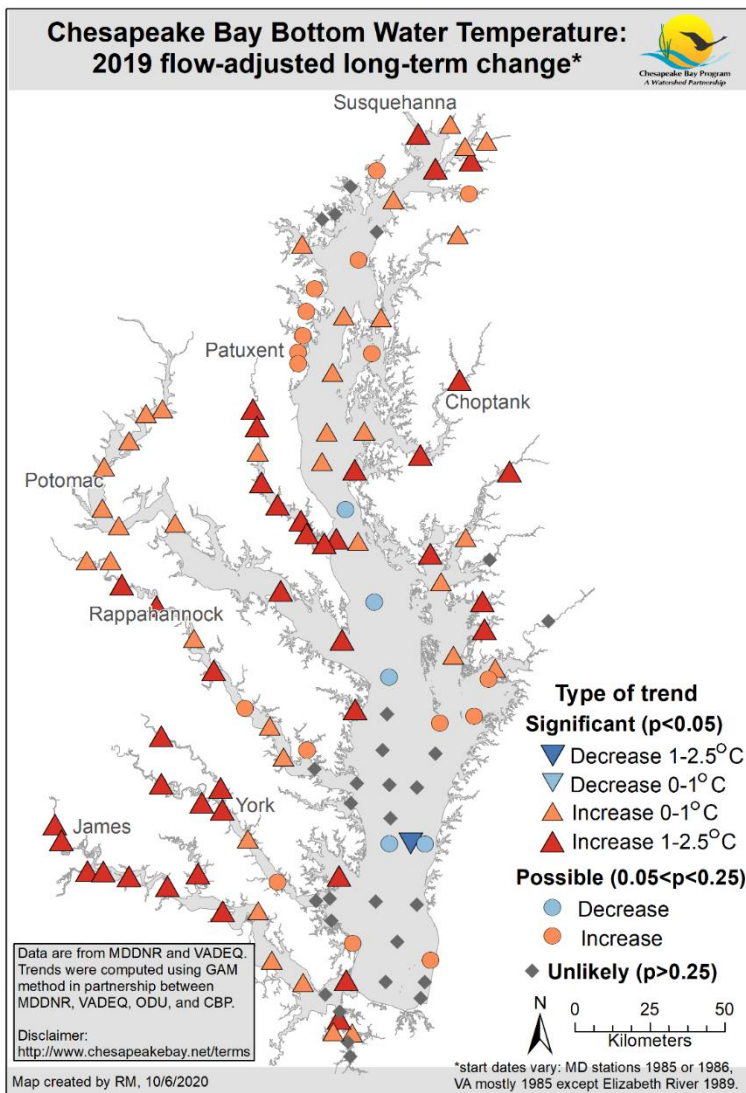 Chesapeake Bay Bottom Water Temperature:
2019 flow-adjusted long-term change*
Chesapeake Bay Program
A Watershed Partnership
Susquehanna
Patuxent
Choptank
Potomac
Rappahannock
York
James
Type of trend
Significant (p<0.05)
Decrease 1-2.5°C
Decrease 0-1°C
Increase 0-1°C
Increase 1-2.5°C
Possible (0.05<p<0.25)
Decrease
Increase
Unlikely (p>0.25)
N
0 25 50
Kilometers
Data are from MDDNR and VADEQ.
Trends were computed using GAM
method in partnership between
MDDNR, VADEQ, ODU, and CBP.
Disclaimer:
http://www.chesapeakebay.net/terms
Map created by RM, 10/6/2020
*start dates vary: MD stations 1985 or 1986,
VA mostly 1985 except Elizabeth River 1989.